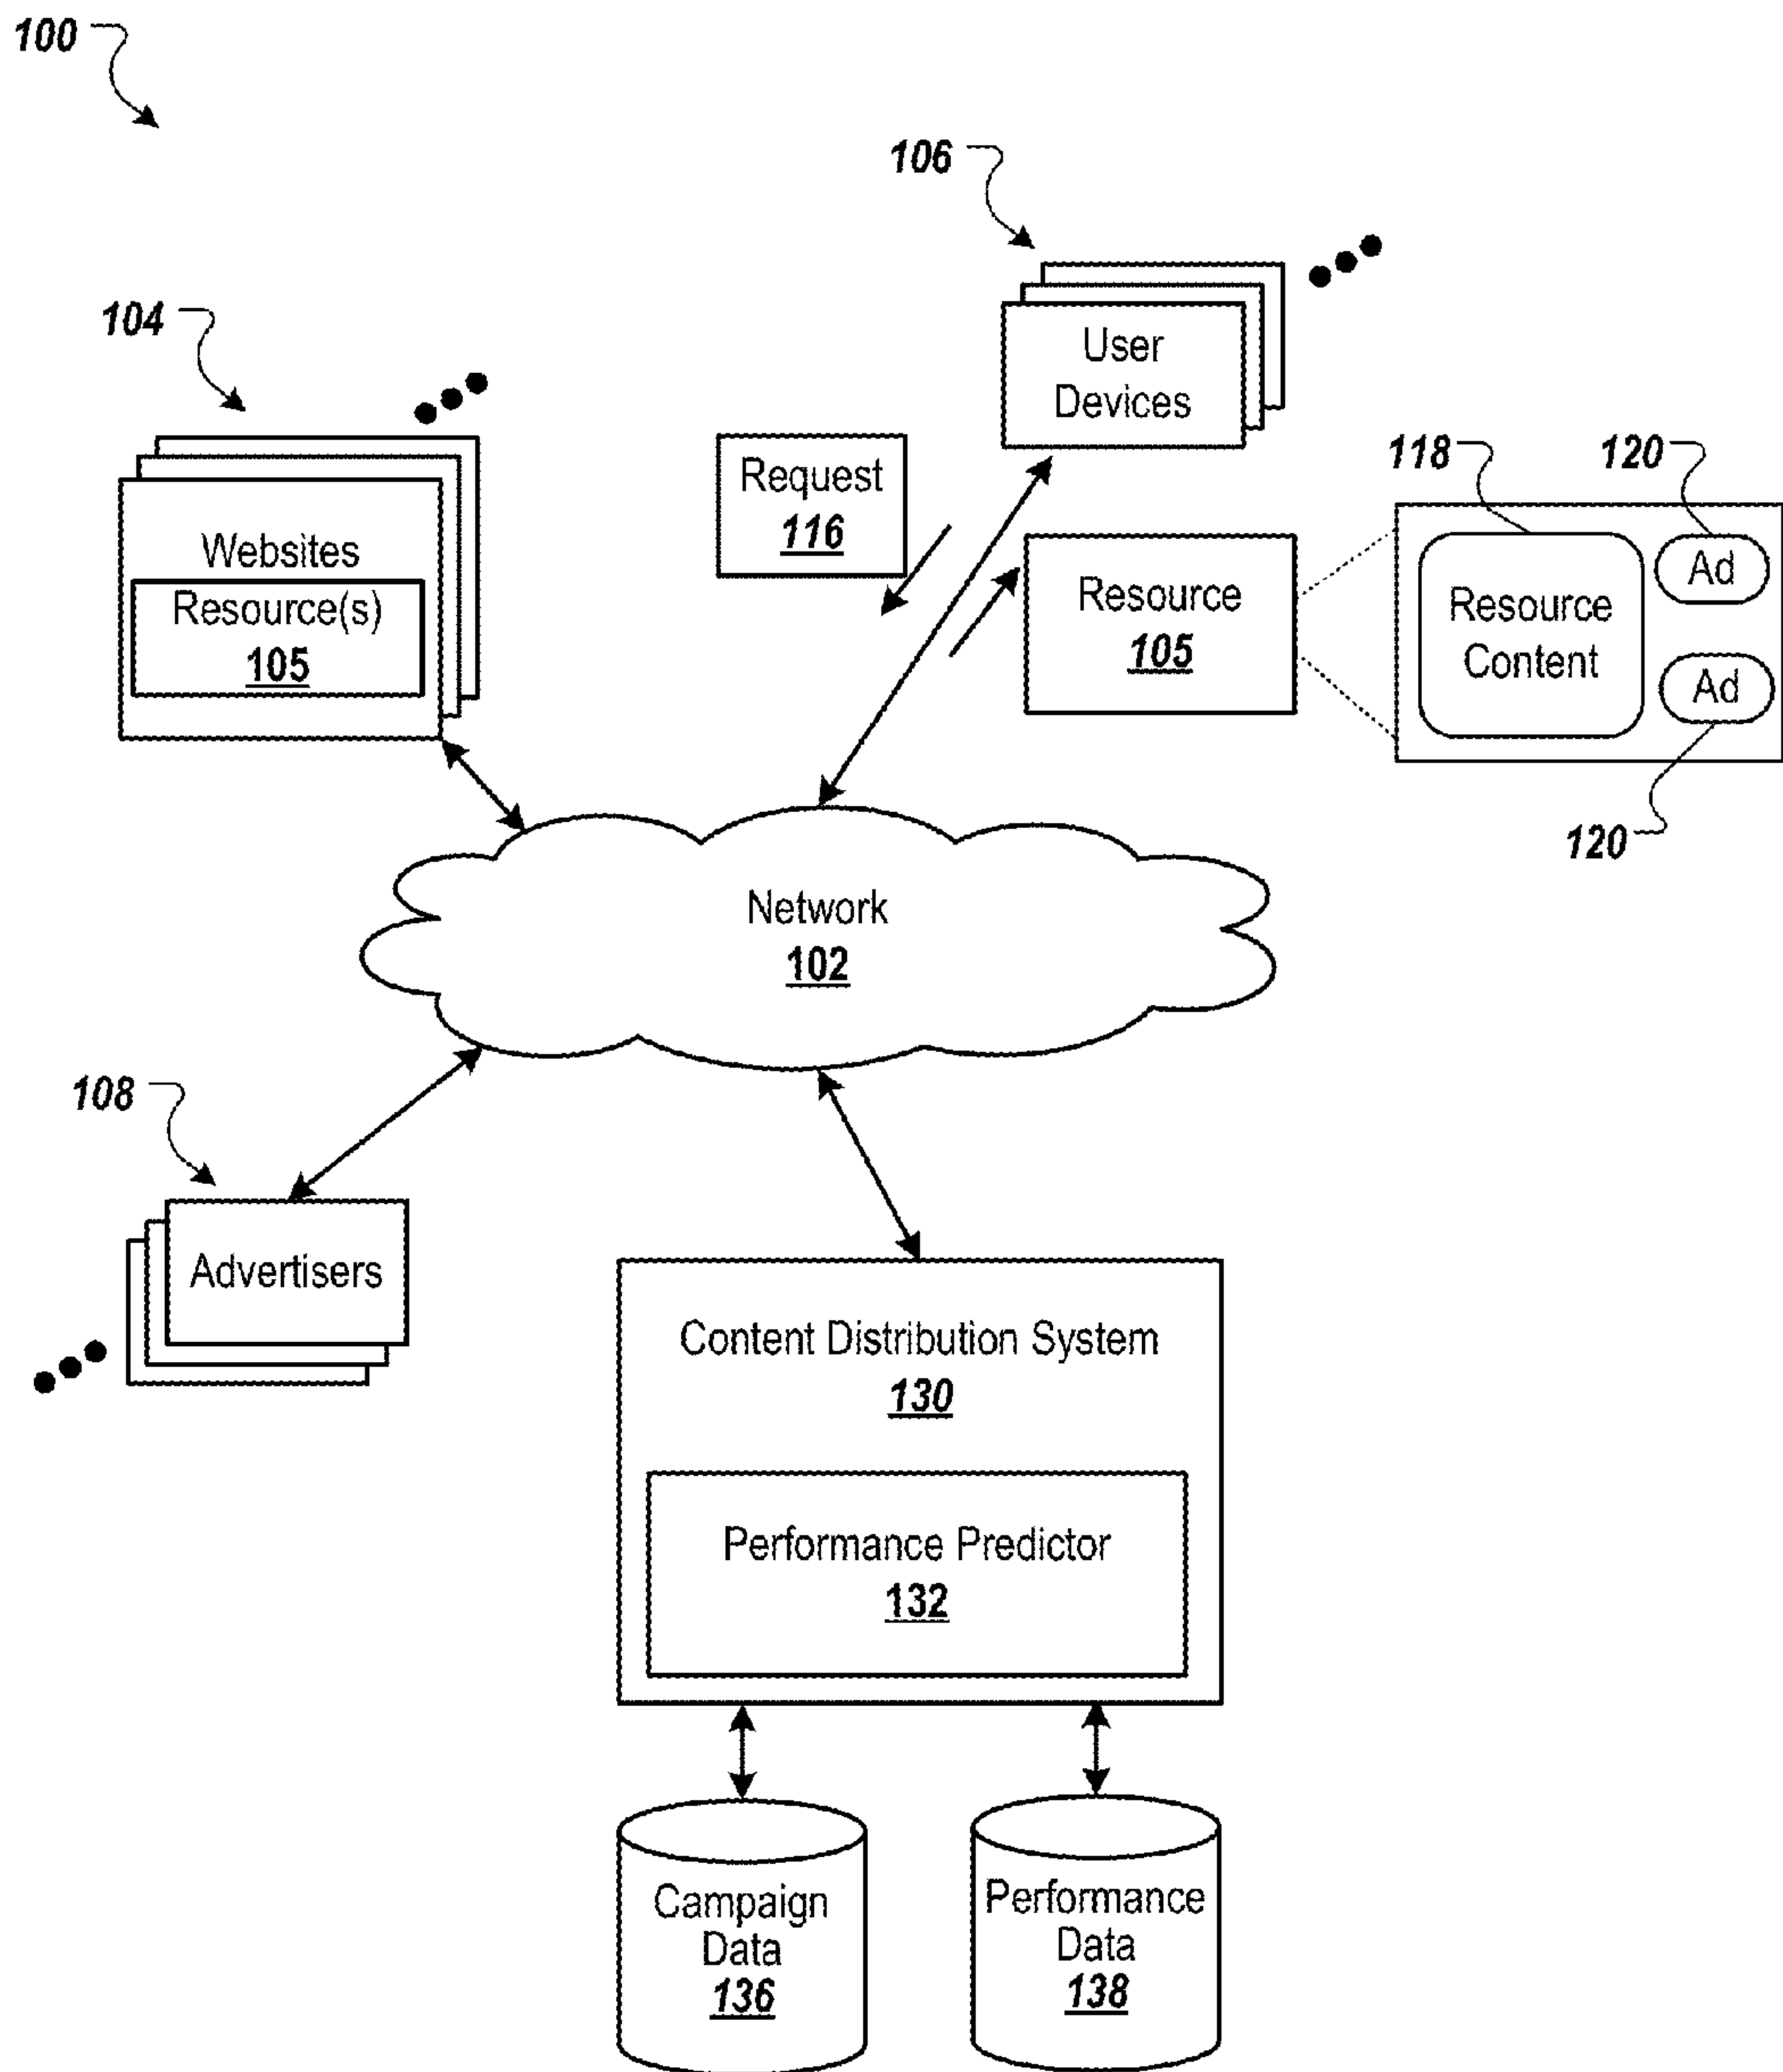 100
106
104
User
Devices
118
120
Request
116
Websites
Resource(s)
105
Resource
105
Resource
Content
Ad
Ad
120
Network
102
108
Advertisers
Content Distribution System
130
Performance Predictor
132
Campaign
Data
136
Performance
Data
138